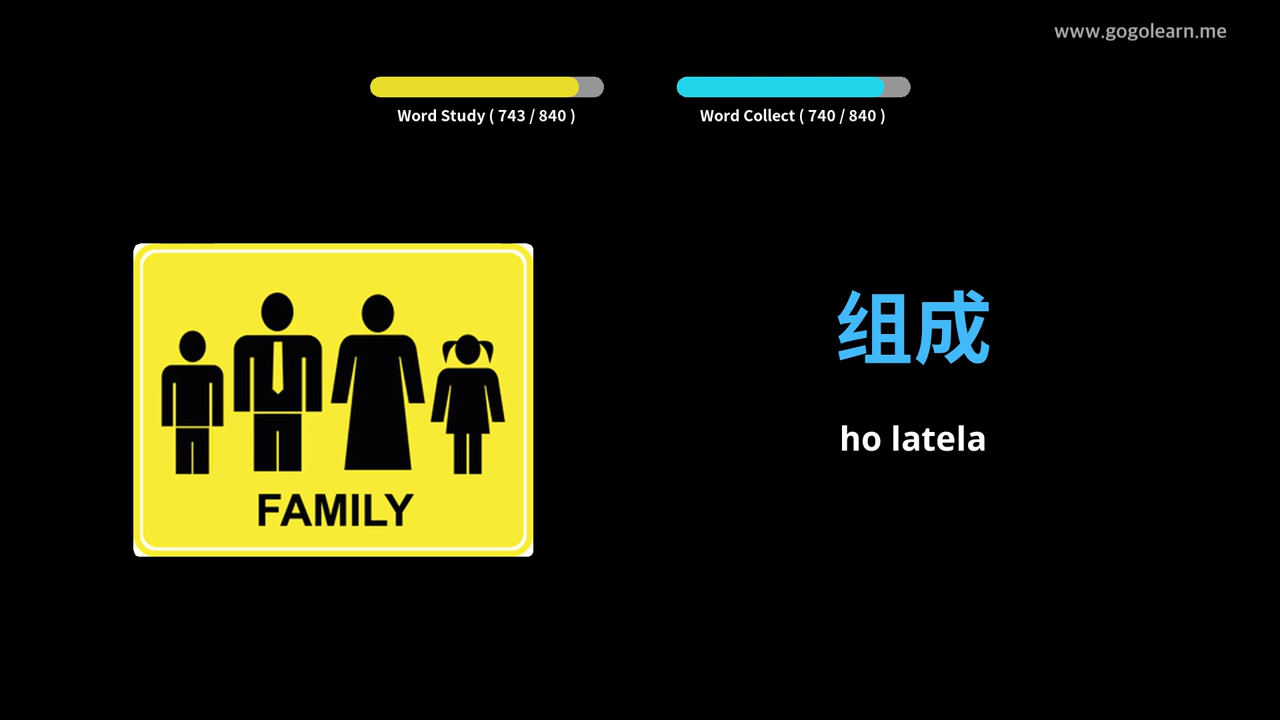 www.gogolearn.me
Word Study ( 743 / 840 )
Word Collect ( 740 / 840 )
组成
ho latela
FAMILY